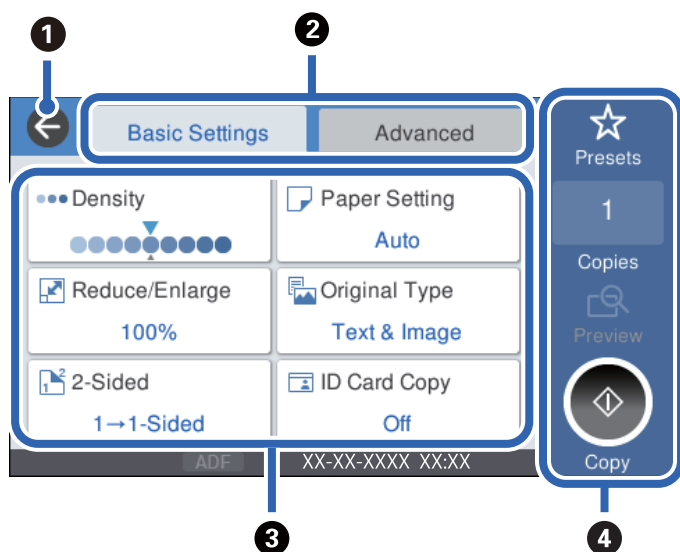 1
2
Basic Settings
Advanced
Presets
Density
Paper Setting
Auto
1
Copies
Reduce/Enlarge
100%
Original Type
Text & Image
Preview
1 2
2-Sided
1→1-Sided
ID Card Copy
Off
Copy
ADF
XX-XX-XXXX XX:XX
3
4